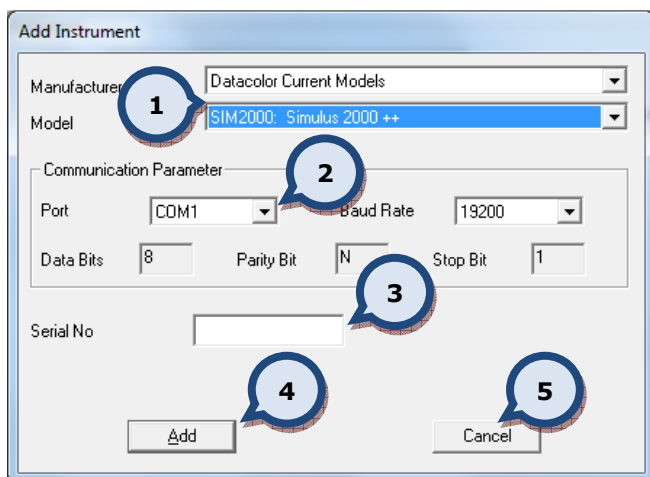 Add Instrument
Manufacturer Datacolor Current Models
1
Model SIM2000: Simulus 2000 ++
Communication Parameter
2
Port COM1 Baud Rate 19200
Data Bits 8 Parity Bit N Stop Bit 1
3
Serial No
4 5
Add Cancel